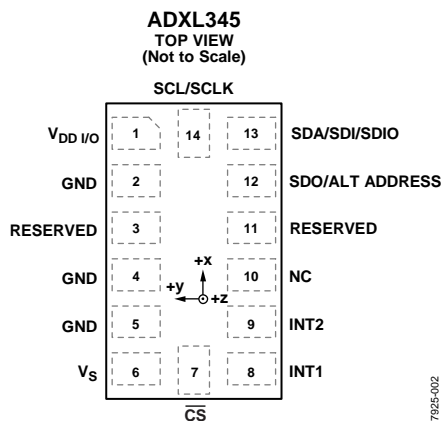 ADXL345
TOP VIEW
(Not to Scale)
SCL/SCLK
VDD I/O 1 14 13 SDA/SDI/SDIO
GND 2 12 SDO/ALT ADDRESS
RESERVED 3 11 RESERVED
+x
GND 4 10 NC
+y +z
GND 5 9 INT2
VS 6 7 8 INT1
CS
7925-002